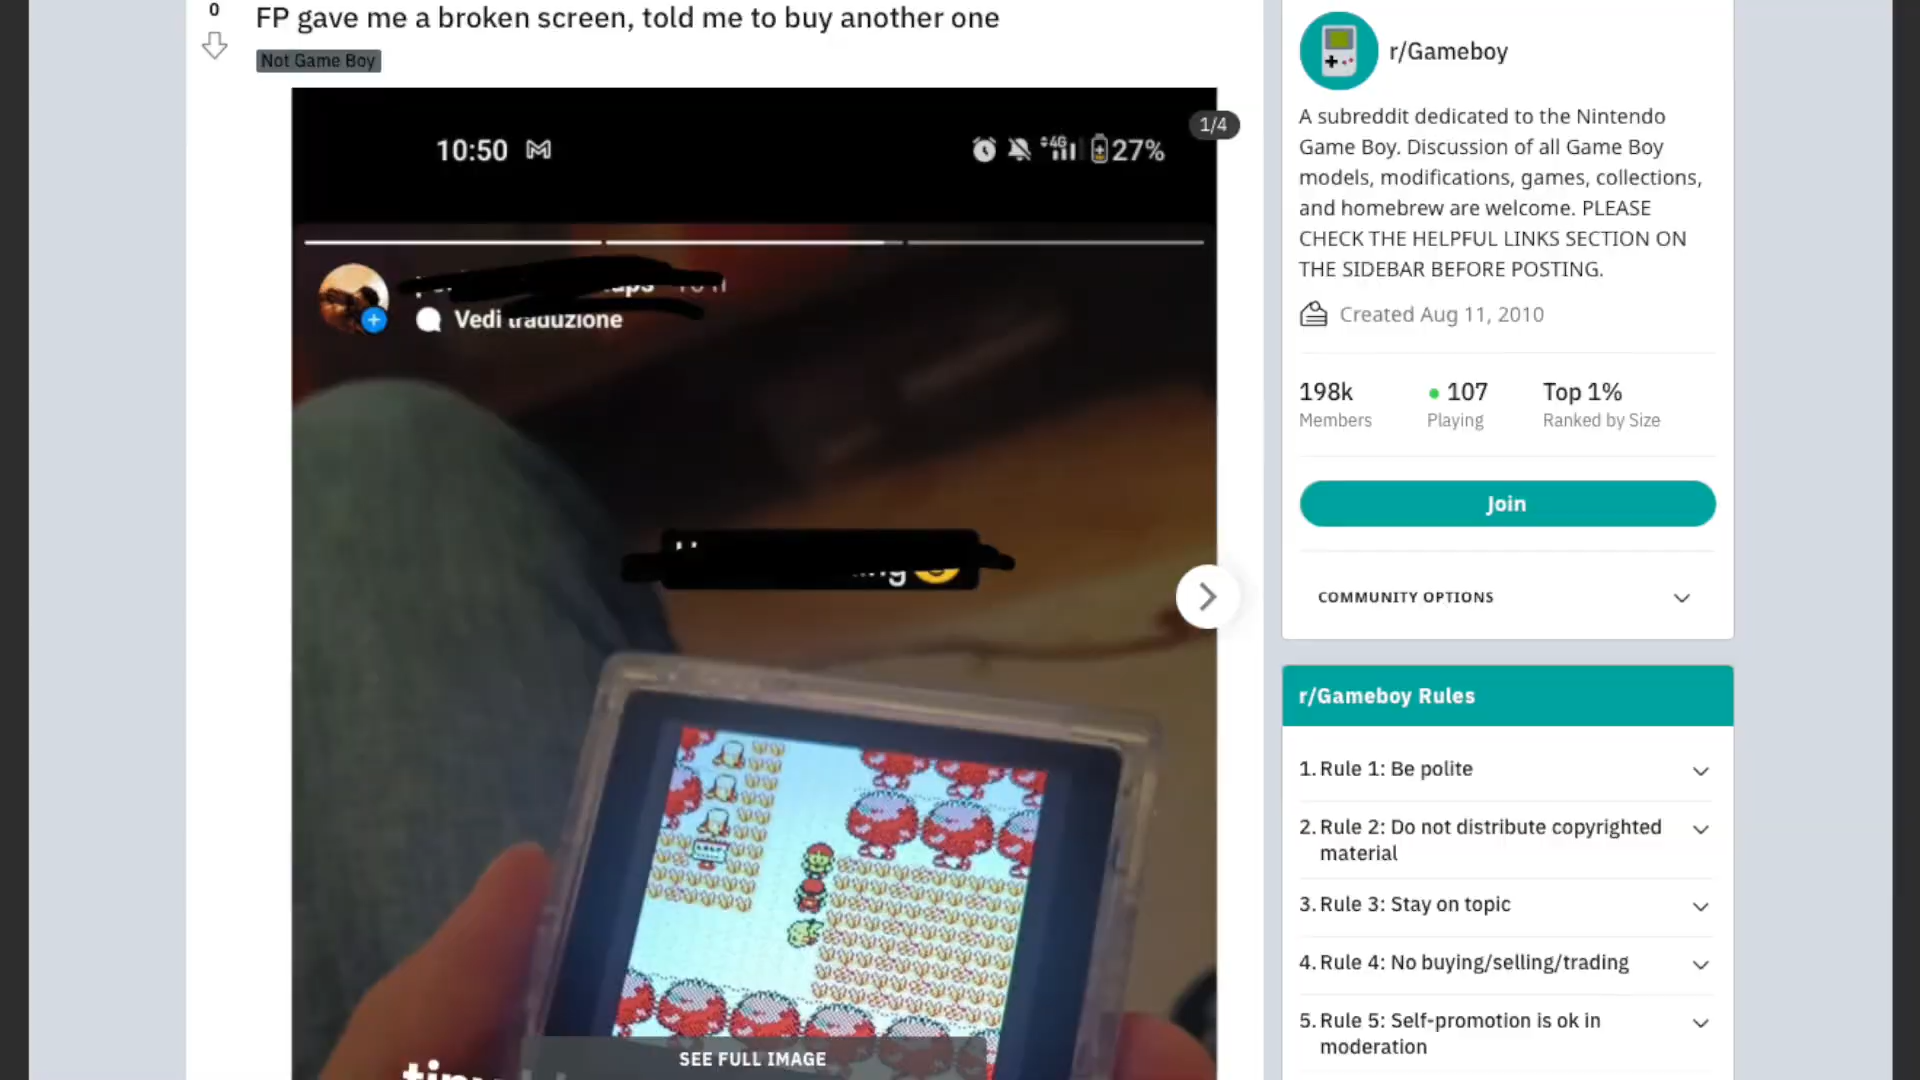 0
FP gave me a broken screen, told me to buy another one
Not Game Boy
10:50
4G
27%
1/4
Vedi traduzione
SEE FULL IMAGE
r/Gameboy
A subreddit dedicated to the Nintendo
Game Boy. Discussion of all Game Boy
models, modifications, games, collections,
and homebrew are welcome. PLEASE
CHECK THE HELPFUL LINKS SECTION ON
THE SIDEBAR BEFORE POSTING.
Created Aug 11, 2010
198k
Members
107
Playing
Top 1%
Ranked by Size
Join
COMMUNITY OPTIONS
r/Gameboy Rules
1. Rule 1: Be polite
2. Rule 2: Do not distribute copyrighted
material
3. Rule 3: Stay on topic
4. Rule 4: No buying/selling/trading
5. Rule 5: Self-promotion is ok in
moderation